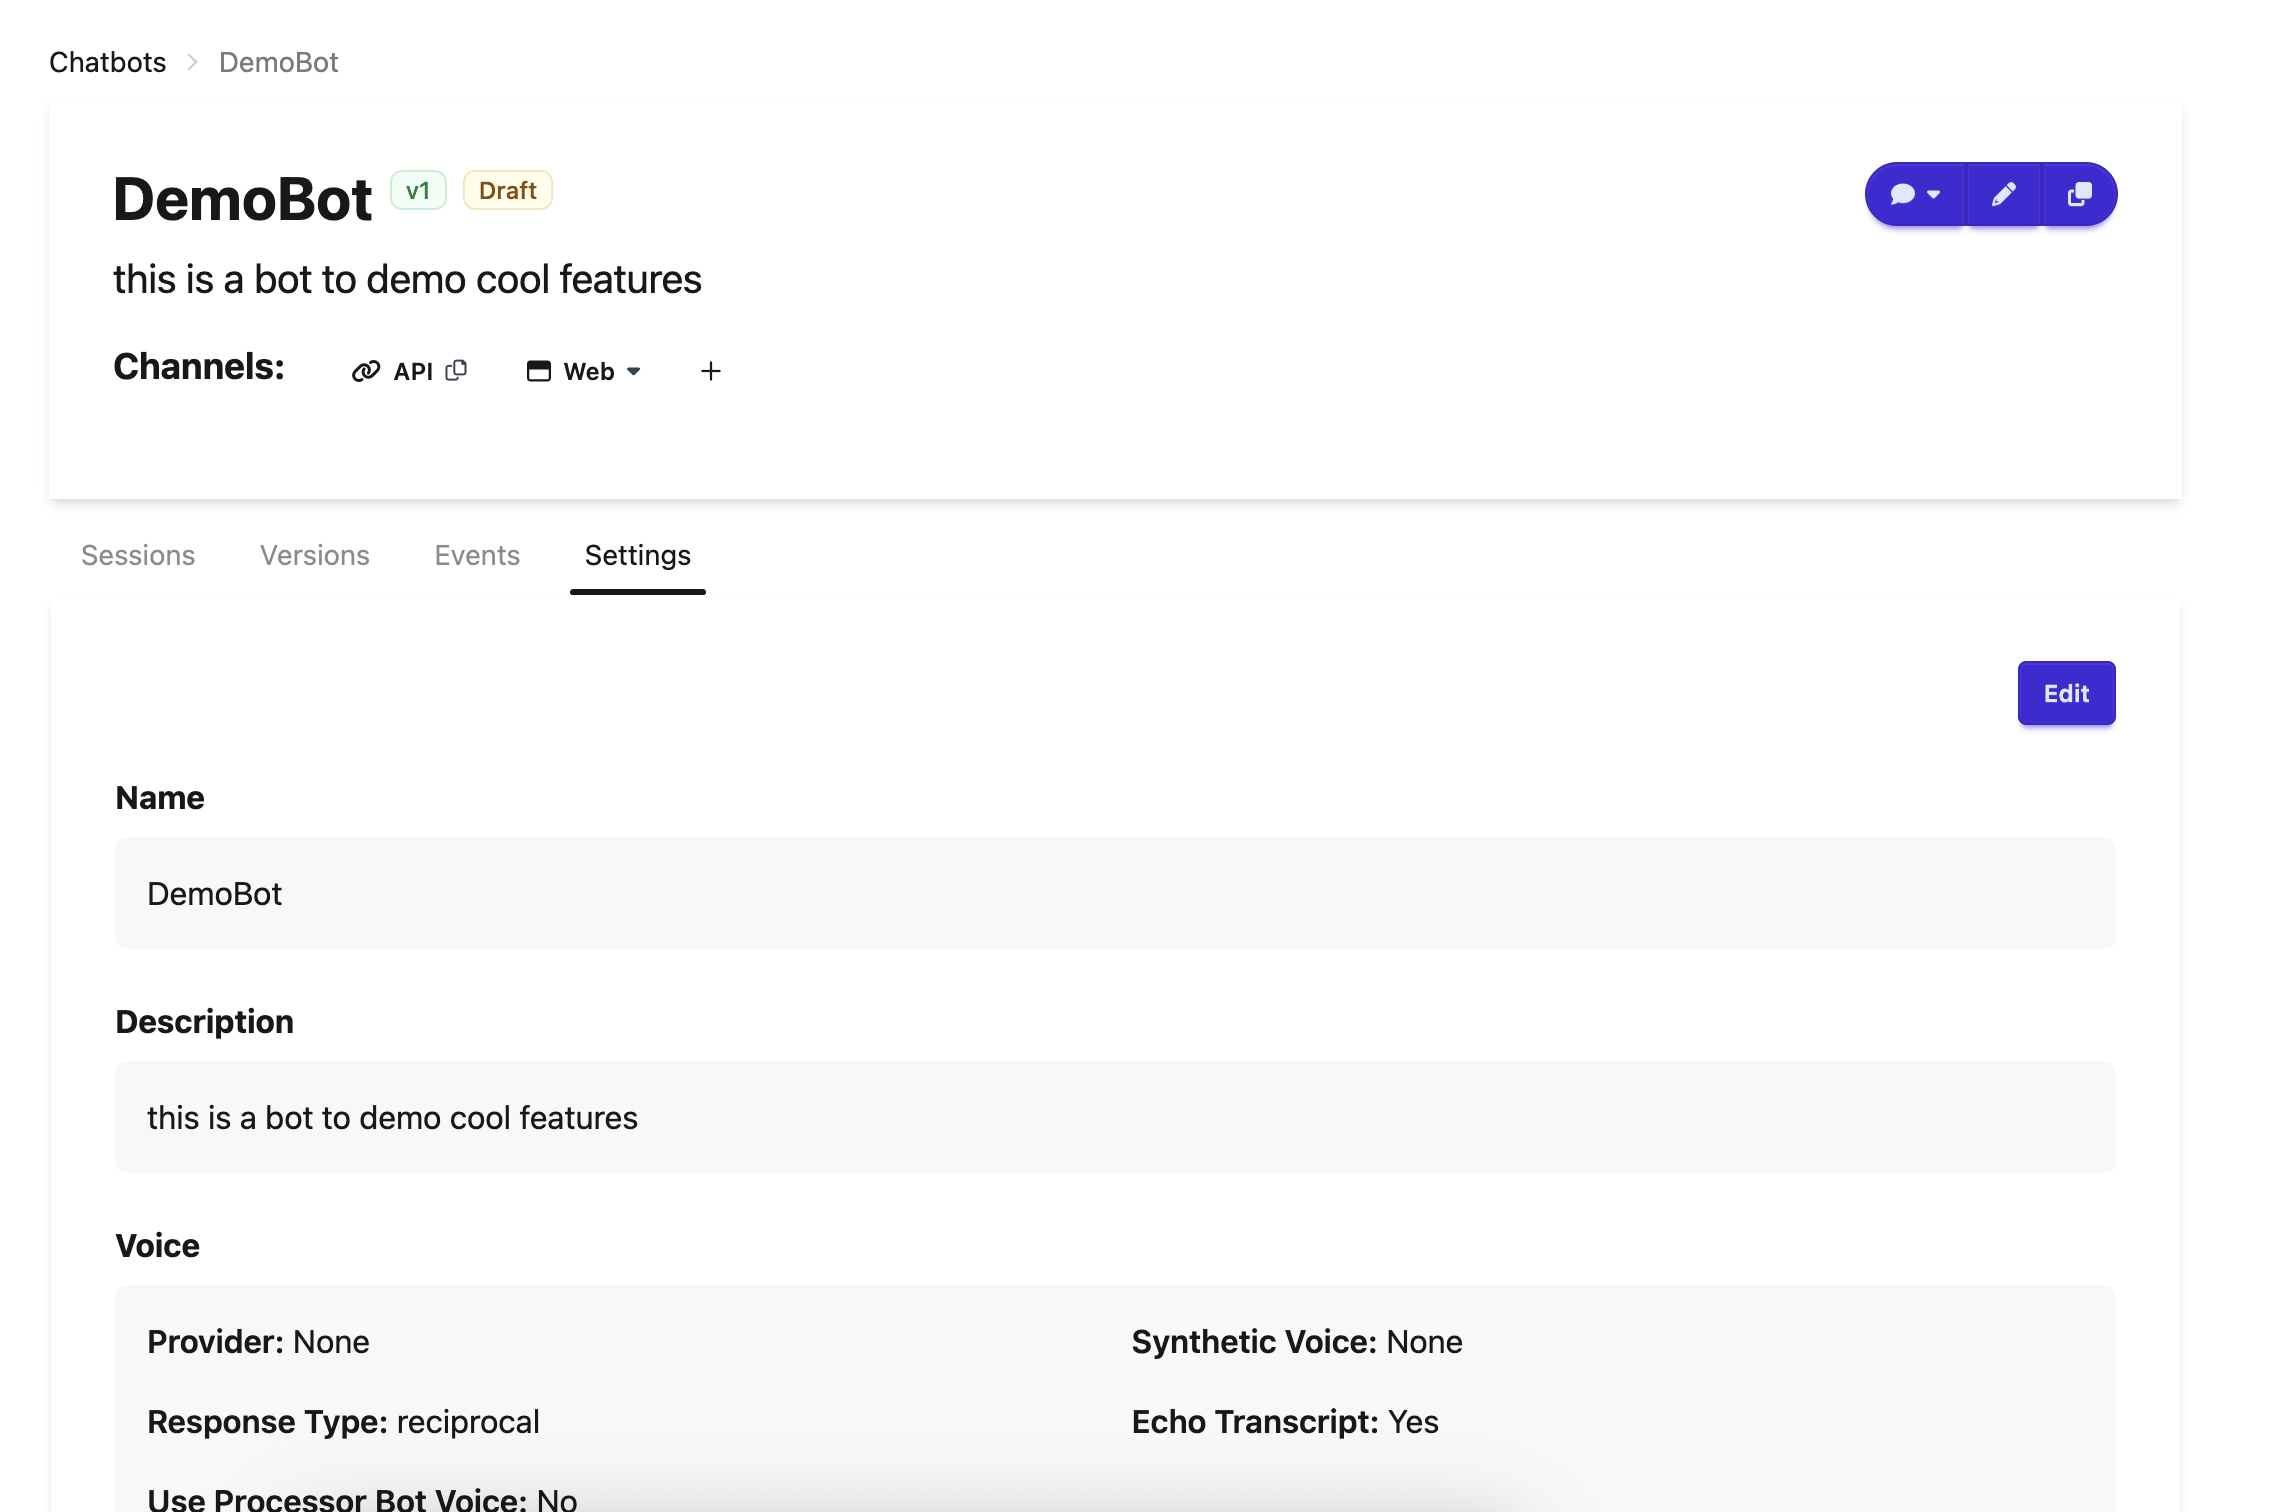 Chatbots > DemoBot
DemoBot v1 Draft
this is a bot to demo cool features
Channels: API Web +
Sessions Versions Events Settings
Edit
Name
DemoBot
Description
this is a bot to demo cool features
Voice
Provider: None Synthetic Voice: None
Response Type: reciprocal Echo Transcript: Yes
Use Processor Bot Voice: No